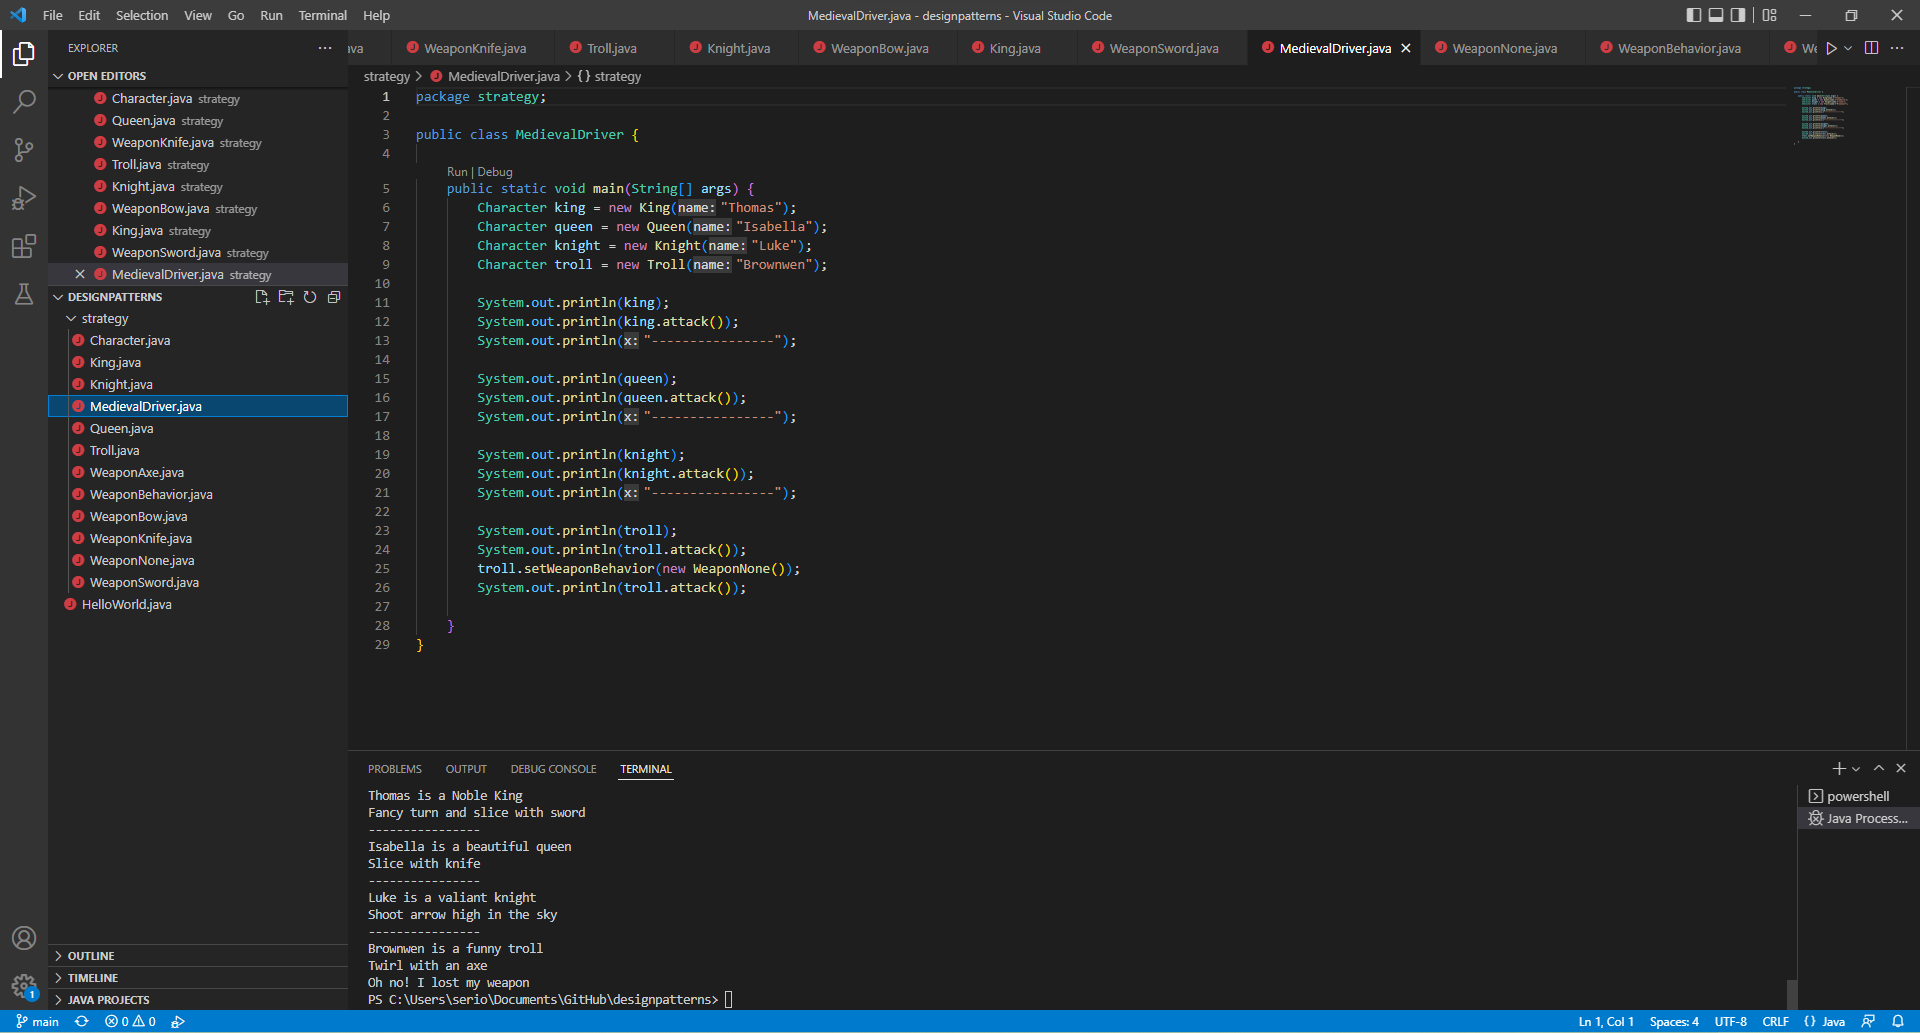 File Edit Selection View Go Run Terminal Help
MedievalDriver.java - designpatterns - Visual Studio Code
EXPLORER
OPEN EDITORS
Character.java strategy
Queen.java strategy
WeaponKnife.java strategy
Troll.java strategy
Knight.java strategy
WeaponBow.java strategy
King.java strategy
WeaponSword.java strategy
MedievalDriver.java strategy
DESIGNPATTERNS
strategy
Character.java
King.java
Knight.java
MedievalDriver.java
Queen.java
Troll.java
WeaponAxe.java
WeaponBehavior.java
WeaponBow.java
WeaponKnife.java
WeaponNone.java
WeaponSword.java
HelloWorld.java
OUTLINE
TIMELINE
JAVA PROJECTS
1
va WeaponKnife.java Troll.java Knight.java WeaponBow.java King.java WeaponSword.java MedievalDriver.java WeaponNone.java WeaponBehavior.java We
strategy > MedievalDriver.java > {} strategy
1 package strategy;
2
3 public class MedievalDriver {
4
Run | Debug
5 public static void main(String[] args) {
6 Character king = new King(name: "Thomas");
7 Character queen = new Queen(name: "Isabella");
8 Character knight = new Knight(name: "Luke");
9 Character troll = new Troll(name: "Brownwen");
10
11 System.out.println(king);
12 System.out.println(king.attack());
13 System.out.println(x: "----------------");
14
15 System.out.println(queen);
16 System.out.println(queen.attack());
17 System.out.println(x: "----------------");
18
19 System.out.println(knight);
20 System.out.println(knight.attack());
21 System.out.println(x: "----------------");
22
23 System.out.println(troll);
24 System.out.println(troll.attack());
25 troll.setWeaponBehavior(new WeaponNone());
26 System.out.println(troll.attack());
27
28 }
29 }
PROBLEMS OUTPUT DEBUG CONSOLE TERMINAL
Thomas is a Noble King
Fancy turn and slice with sword
----------------
Isabella is a beautiful queen
Slice with knife
----------------
Luke is a valiant knight
Shoot arrow high in the sky
----------------
Brownwen is a funny troll
Twirl with an axe
Oh no! I lost my weapon
PS C:\Users\serio\Documents\GitHub\designpatterns>
powershell
Java Process...
main 0 0
Ln 1, Col 1 Spaces: 4 UTF-8 CRLF {} Java